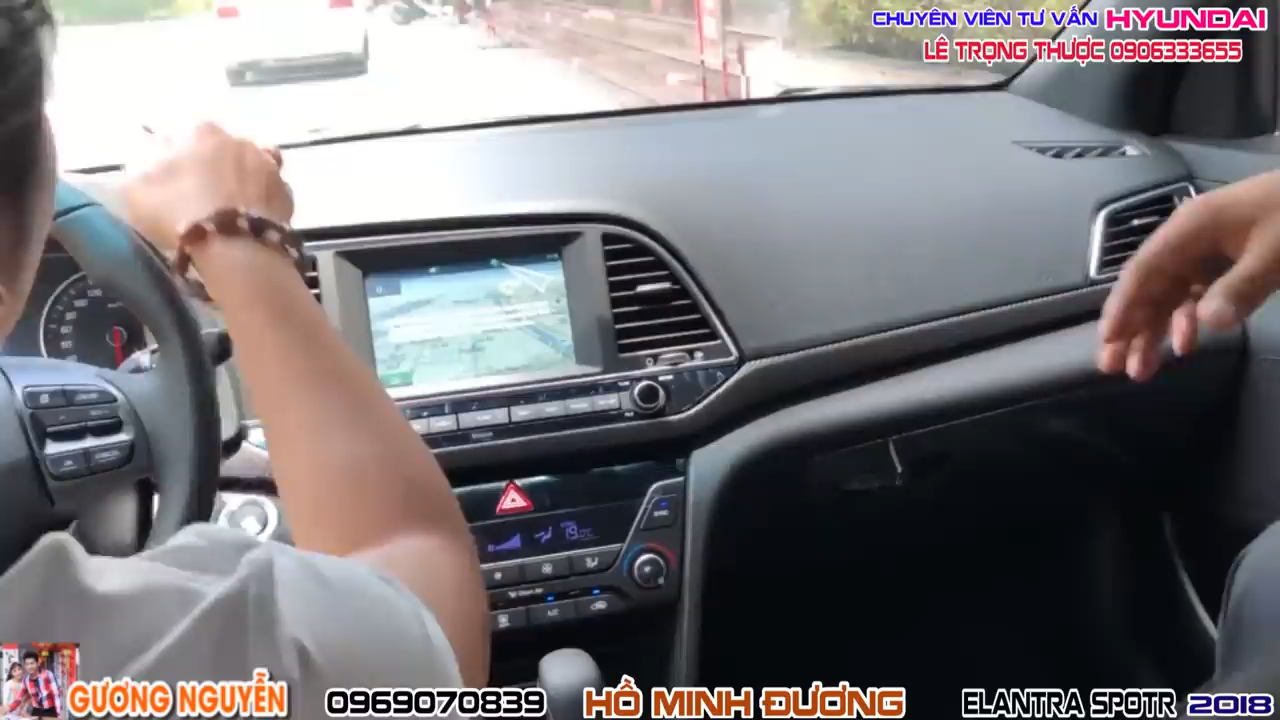 CHUYÊN VIÊN TƯ VẤN HYUNDAI
LÊ TRỌNG THƯỢC 0906333655
GƯƠNG NGUYỄN 0969070839 HỒ MINH ĐƯƠNG ELANTRA SPOTR 2018